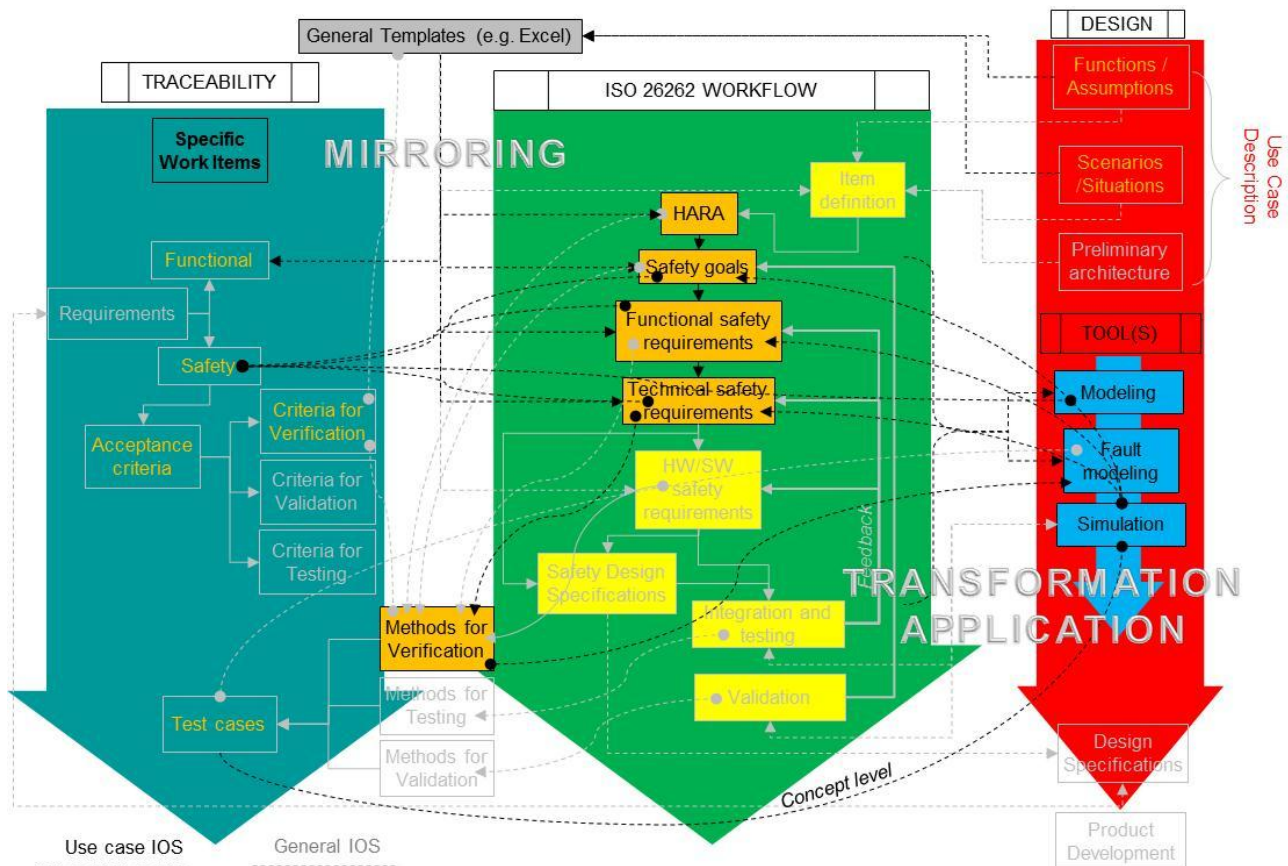 General Templates (e.g. Excel)
DESIGN
TRACEABILITY
ISO 26262 WORKFLOW
Functions /
Assumptions
Specific
Work Items
MIRRORING
Use Case
Description
Item
definition
Scenarios
/Situations
HARA
Functional
Safety goals
Preliminary
architecture
Requirements
Functional safety
requirements
TOOL(S)
Safety
Technical safety
requirements
Modeling
Criteria for
Verification
Acceptance
criteria
Fault
modeling
HW/SW
safety
requirements
Criteria for
Validation
Simulation
Feedback
Criteria for
Testing
Safety Design
Specifications
TRANSFORMATION
APPLICATION
Integration and
testing
Methods for
Verification
Validation
Methods for
Testing
Test cases
Methods for
Validation
Design
Specifications
Concept level
Product
Development
Use case IOS
General IOS